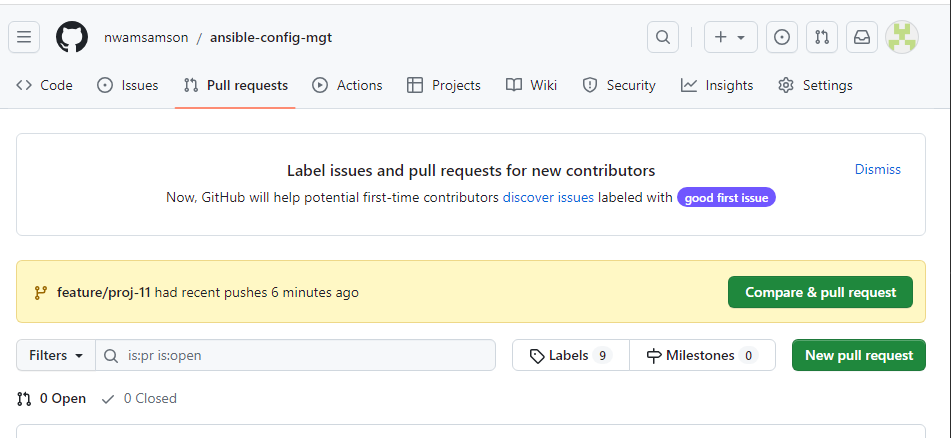 nwamsamson / ansible-config-mgt
Code Issues Pull requests Actions Projects Wiki Security Insights Settings
Label issues and pull requests for new contributors
Dismiss
Now, GitHub will help potential first-time contributors discover issues labeled with good first issue
feature/proj-11 had recent pushes 6 minutes ago
Compare & pull request
Filters is:pr is:open Labels 9 Milestones 0 New pull request
0 Open 0 Closed